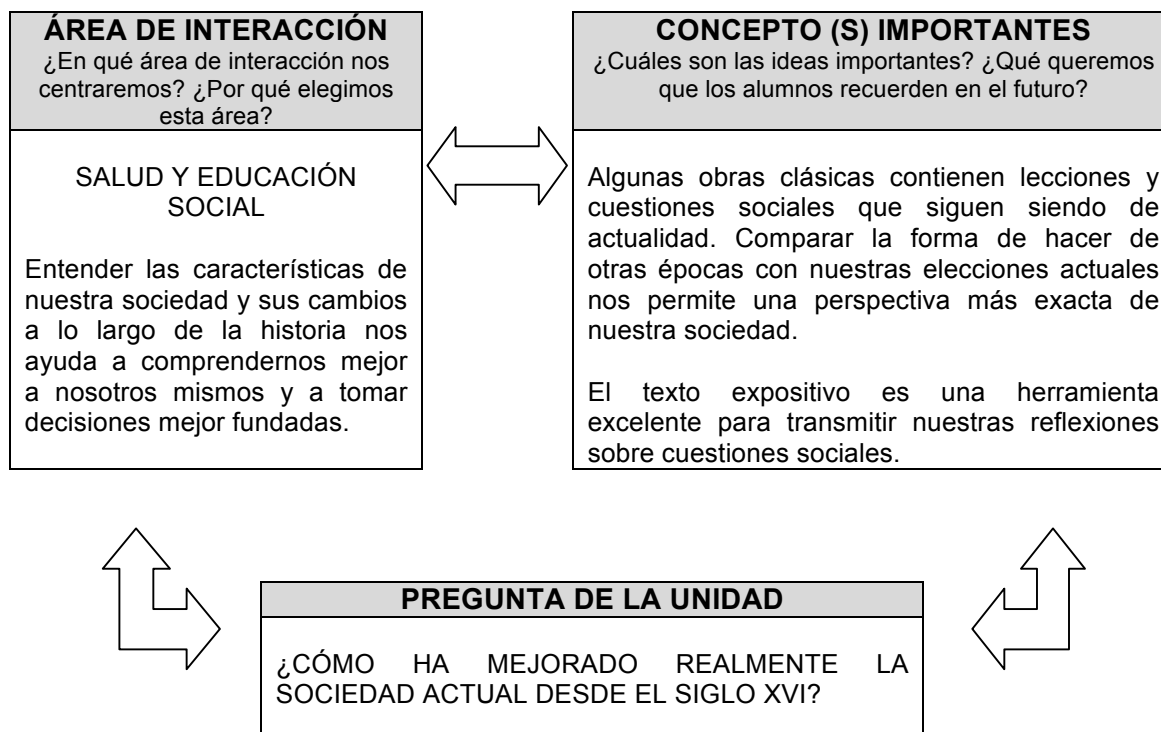 ÁREA DE INTERACCIÓN
¿En qué área de interacción nos
centraremos? ¿Por qué elegimos
esta área?
SALUD Y EDUCACIÓN
SOCIAL
Entender las características de
nuestra sociedad y sus cambios
a lo largo de la historia nos
ayuda a comprendernos mejor
a nosotros mismos y a tomar
decisiones mejor fundadas.
CONCEPTO (S) IMPORTANTES
¿Cuáles son las ideas importantes? ¿Qué queremos
que los alumnos recuerden en el futuro?
Algunas obras clásicas contienen lecciones y
cuestiones sociales que siguen siendo de
actualidad. Comparar la forma de hacer de
otras épocas con nuestras elecciones actuales
nos permite una perspectiva más exacta de
nuestra sociedad.
El texto expositivo es una herramienta
excelente para transmitir nuestras reflexiones
sobre cuestiones sociales.
PREGUNTA DE LA UNIDAD
¿CÓMO HA MEJORADO REALMENTE LA
SOCIEDAD ACTUAL DESDE EL SIGLO XVI?